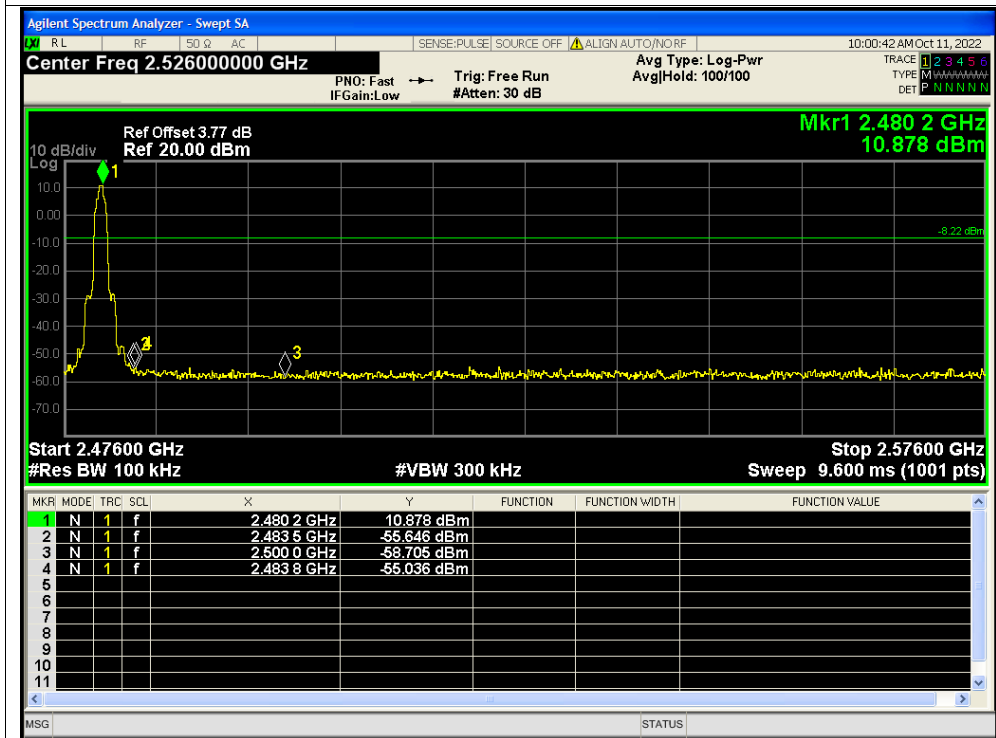 Agilent Spectrum Analyzer - Swept SA
LXI RL RF 50 Ω AC SENSE:PULSE SOURCE OFF ALIGN AUTO/NO RF 10:00:42 AM Oct 11, 2022
Center Freq 2.526000000 GHz
PNO: Fast
IFGain:Low
Trig: Free Run
#Atten: 30 dB
Avg Type: Log-Pwr
Avg|Hold: 100/100
TRACE 1 2 3 4 5 6
TYPE M
DET P N N N N N
Mkr1 2.480 2 GHz
10.878 dBm
Ref Offset 3.77 dB
10 dB/div Ref 20.00 dBm
Log
1
10.0
0.00
-8.22 dBm
-10.0
-20.0
-30.0
-40.0
3
-50.0
-60.0
-70.0
Start 2.47600 GHz Stop 2.57600 GHz
#Res BW 100 kHz #VBW 300 kHz Sweep 9.600 ms (1001 pts)
MKR MODE TRC SCL X Y FUNCTION FUNCTION WIDTH FUNCTION VALUE
1 N 1 f 2.480 2 GHz 10.878 dBm
2 N 1 f 2.483 5 GHz -55.646 dBm
3 N 1 f 2.500 0 GHz -58.705 dBm
4 N 1 f 2.483 8 GHz -55.036 dBm
5
6
7
8
9
10
11
MSG STATUS